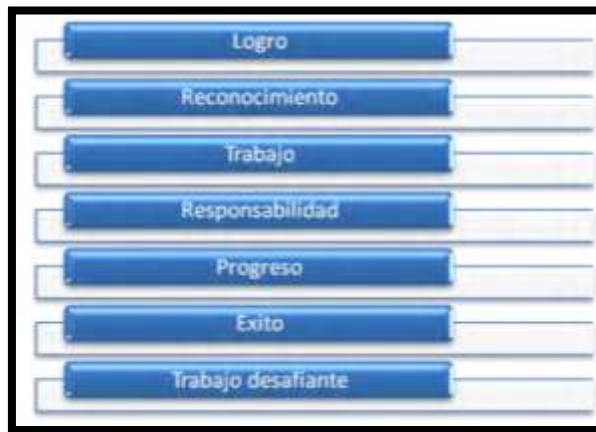 Logro
Reconocimiento
Trabajo
Responsabilidad
Progreso
Exito
Trabajo desafiante